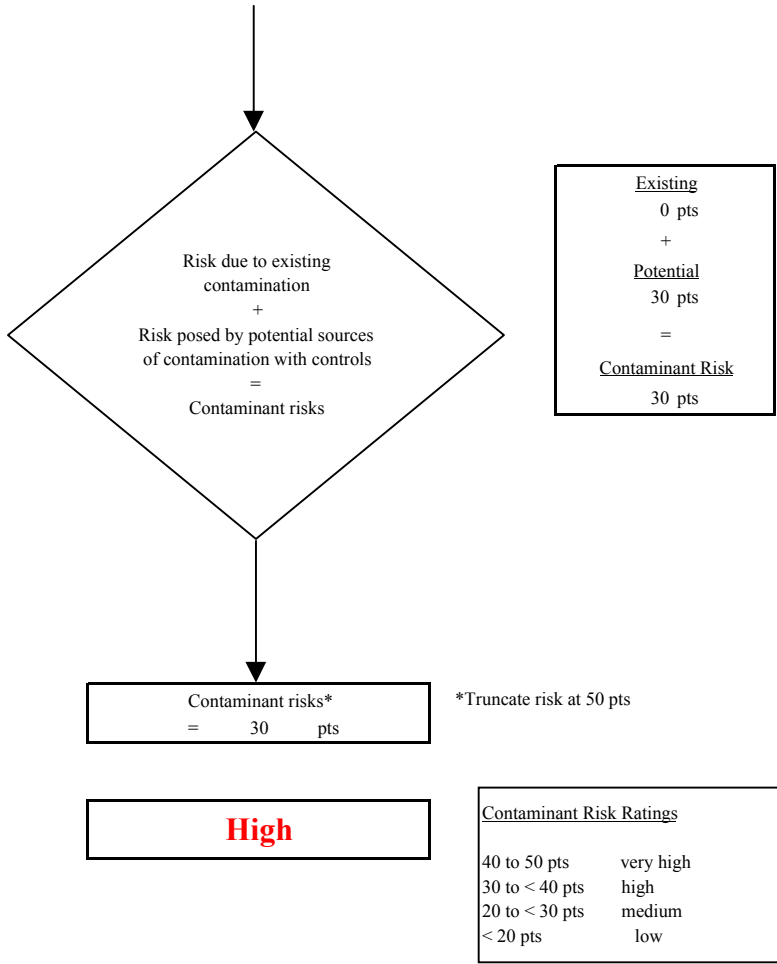 Risk due to existing
contamination
+
Risk posed by potential sources
of contamination with controls
=
Contaminant risks
Existing
0 pts
+
Potential
30 pts
=
Contaminant Risk
30 pts
Contaminant risks*
= 30 pts
*Truncate risk at 50 pts
High
Contaminant Risk Ratings
40 to 50 pts very high
30 to < 40 pts high
20 to < 30 pts medium
< 20 pts low